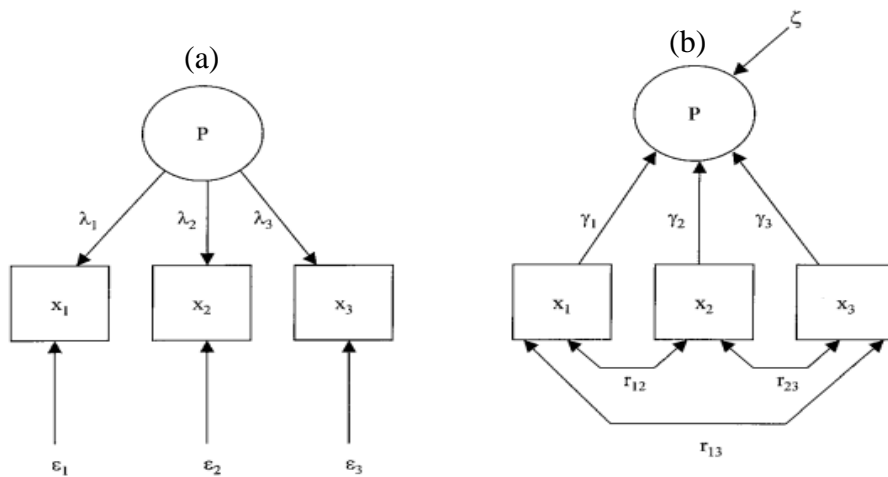 (a)
P
λ₁
λ₂
λ₃
x₁
x₂
x₃
ε₁
ε₂
ε₃
(b)
ζ
P
γ₁
γ₂
γ₃
x₁
x₂
x₃
r₁₂
r₂₃
r₁₃